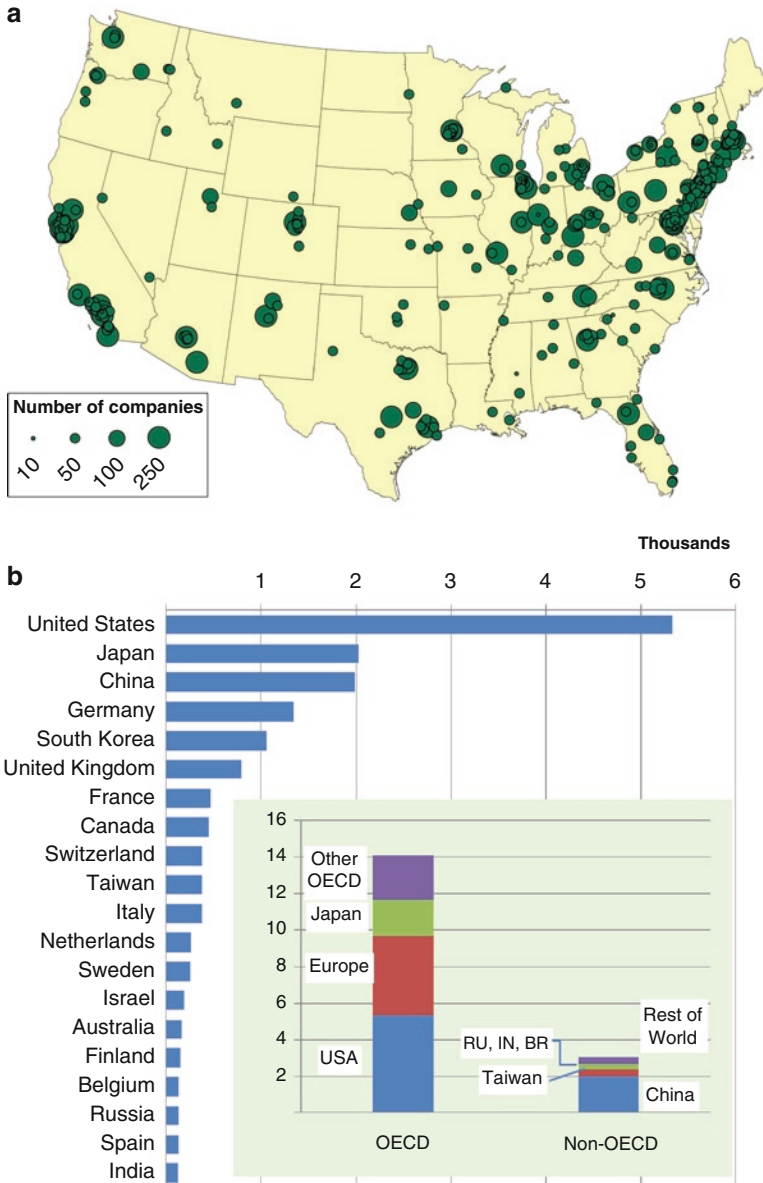 a
Number of companies
10 50 100 250
Thousands
b
1 2 3 4 5 6
United States
Japan
China
Germany
South Korea
United Kingdom
France
Canada
Switzerland
Taiwan
Italy
Netherlands
Sweden
Israel
Australia
Finland
Belgium
Russia
Spain
India
16
14
12
10
8
6
4
2
Other
OECD
Japan
Europe
USA
RU, IN, BR
Taiwan
Rest of
World
China
OECD Non-OECD